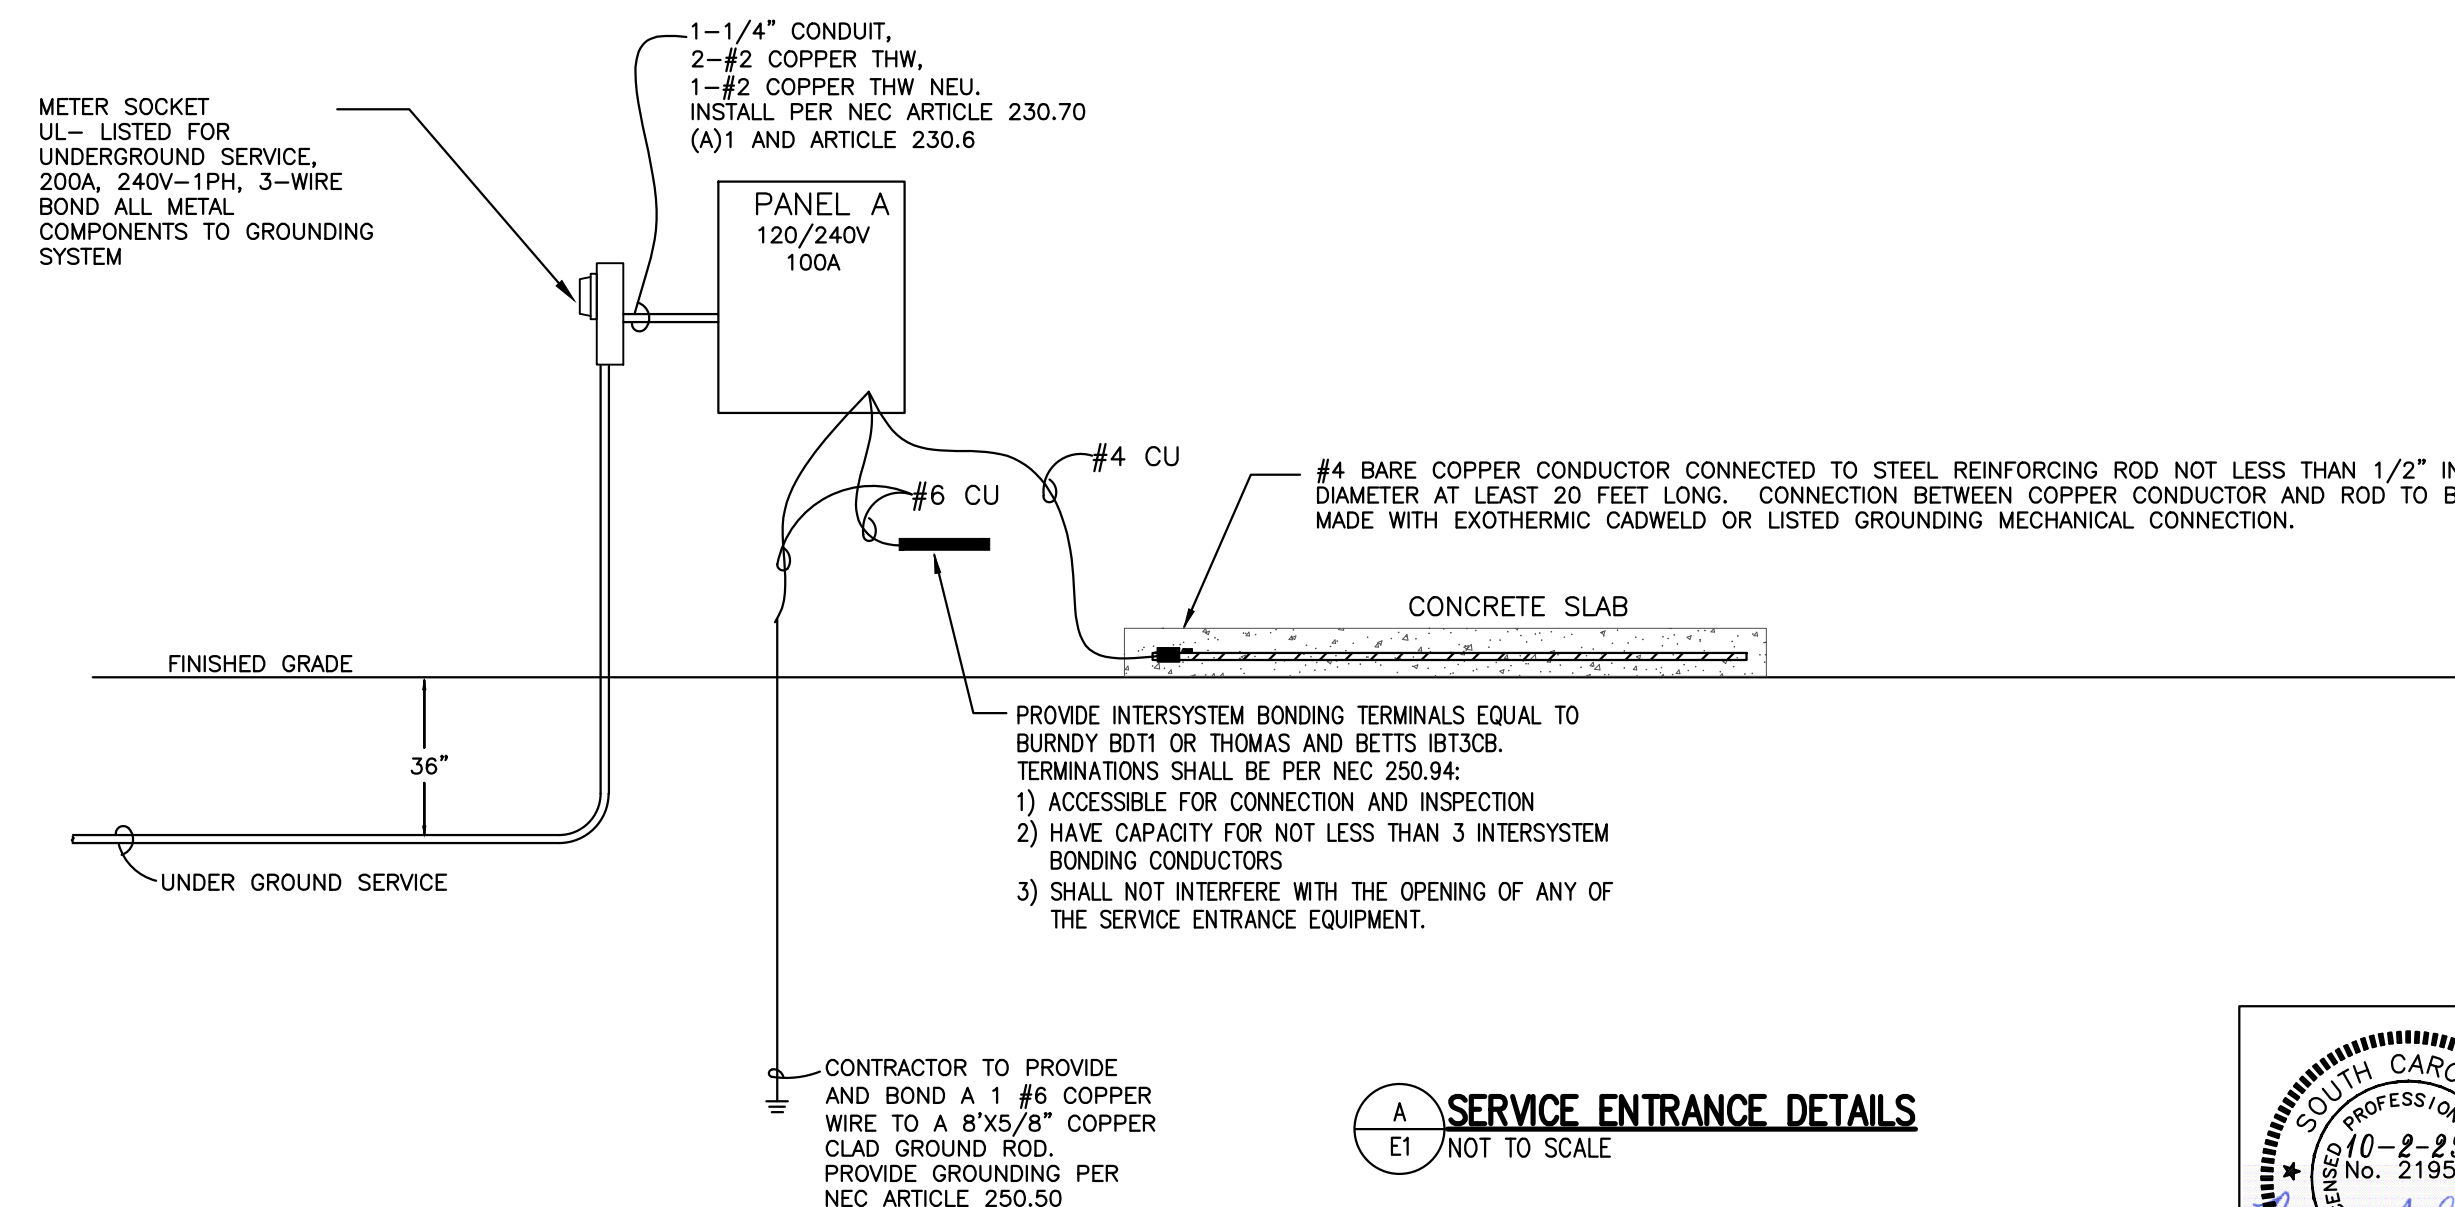 1-1/4" CONDUIT,
2-#2 COPPER THW,
1-#2 COPPER THW NEU.
INSTALL PER NEC ARTICLE 230.70
(A)1 AND ARTICLE 230.6
METER SOCKET
UL- LISTED FOR
UNDERGROUND SERVICE,
200A, 240V-1PH, 3-WIRE
BOND ALL METAL
COMPONENTS TO GROUNDING
SYSTEM
PANEL A
120/240V
100A
#4 CU
#6 CU
#4 BARE COPPER CONDUCTOR CONNECTED TO STEEL REINFORCING ROD NOT LESS THAN 1/2" IN
DIAMETER AT LEAST 20 FEET LONG. CONNECTION BETWEEN COPPER CONDUCTOR AND ROD TO
MADE WITH EXOTHERMIC CADWELD OR LISTED GROUNDING MECHANICAL CONNECTION.
CONCRETE SLAB
FINISHED GRADE
36"
UNDER GROUND SERVICE
PROVIDE INTERSYSTEM BONDING TERMINALS EQUAL TO
BURNDY BDT1 OR THOMAS AND BETTS IBT3CB.
TERMINATIONS SHALL BE PER NEC 250.94:
1) ACCESSIBLE FOR CONNECTION AND INSPECTION
2) HAVE CAPACITY FOR NOT LESS THAN 3 INTERSYSTEM
BONDING CONDUCTORS
3) SHALL NOT INTERFERE WITH THE OPENING OF ANY OF
THE SERVICE ENTRANCE EQUIPMENT.
CONTRACTOR TO PROVIDE
AND BOND A 1 #6 COPPER
WIRE TO A 8'X5/8" COPPER
CLAD GROUND ROD.
PROVIDE GROUNDING PER
NEC ARTICLE 250.50
A
E1
SERVICE ENTRANCE DETAILS
NOT TO SCALE
SOUTH
No.